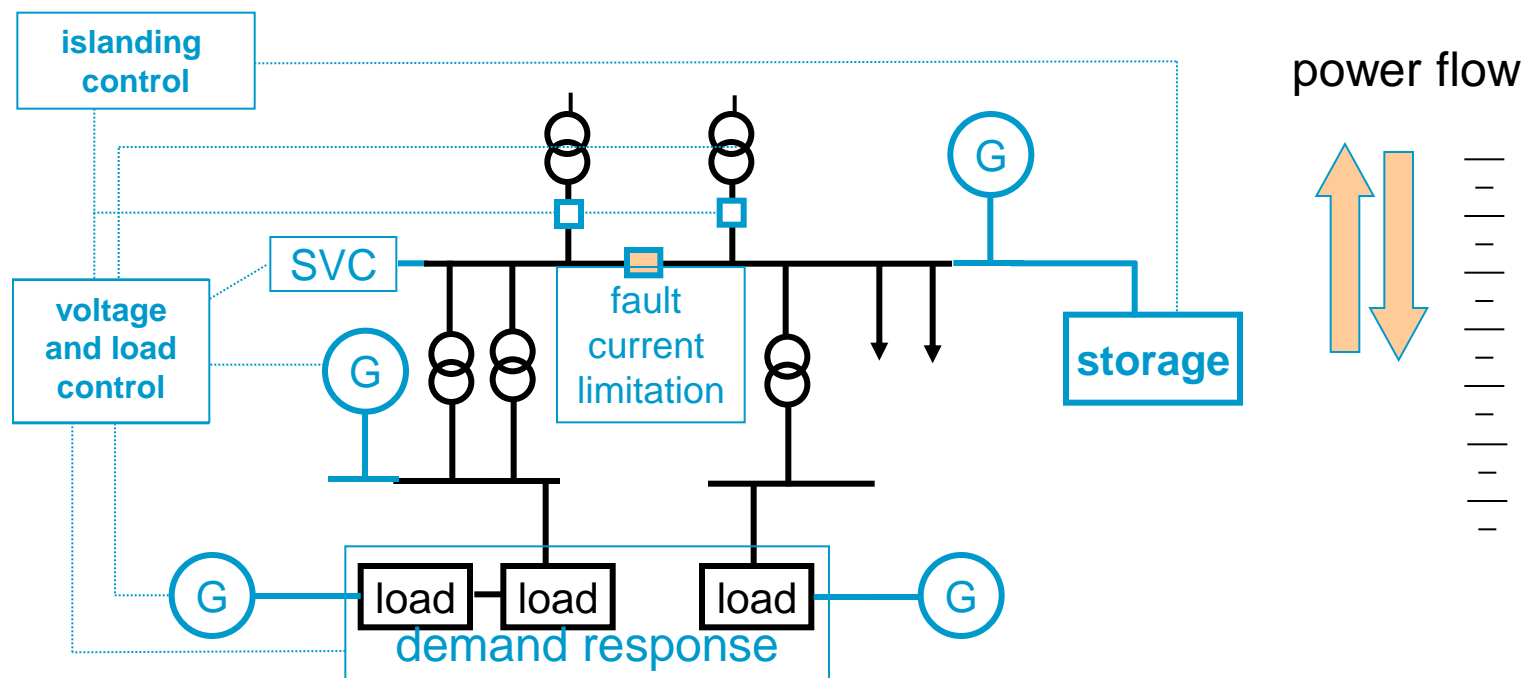 islanding
control
power flow
G
SVC
voltage
and load
control
fault
current
limitation
G
storage
G
load
load
load
G
demand response